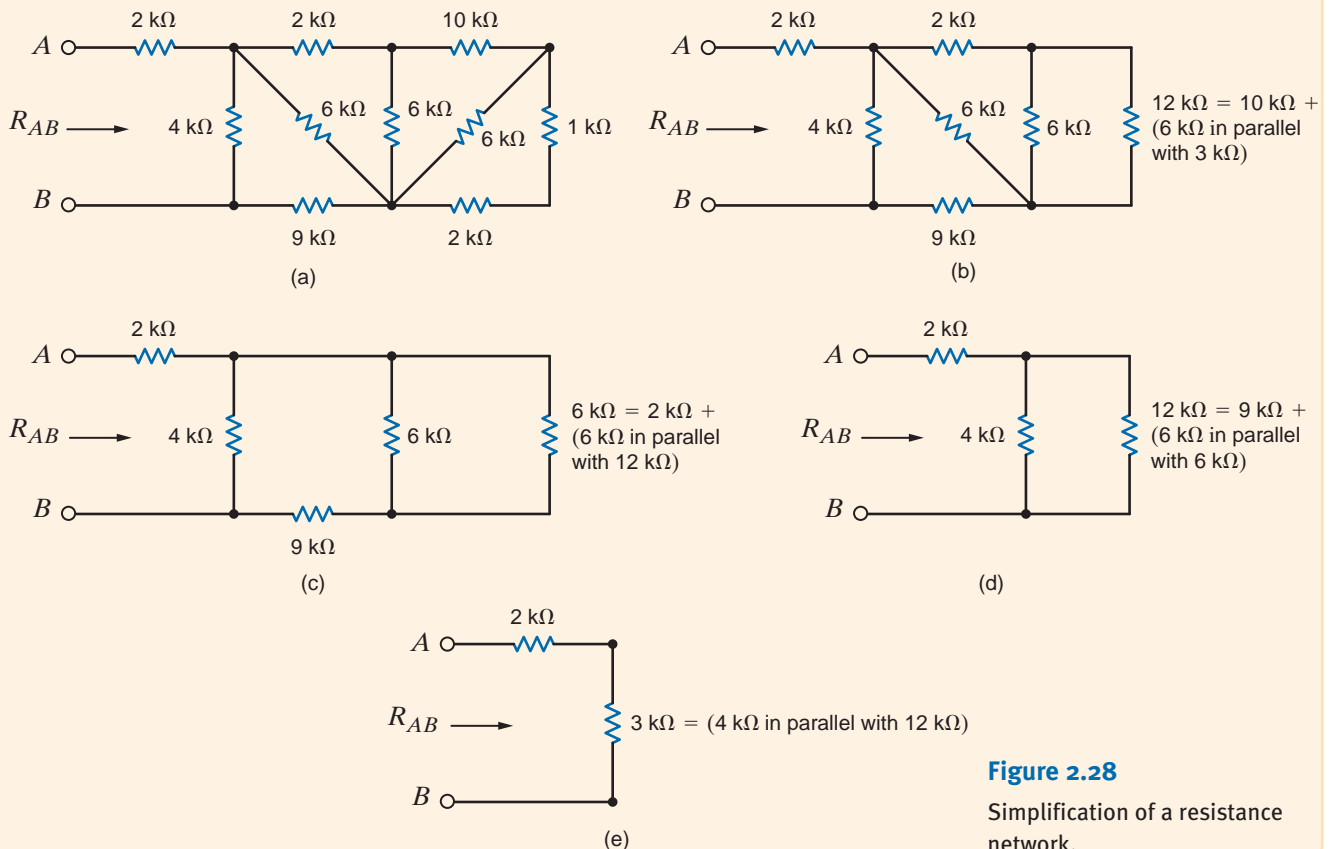 2 kΩ 2 kΩ 10 kΩ
A
R_AB
4 kΩ 6 kΩ 6 kΩ 6 kΩ 1 kΩ
B
9 kΩ 2 kΩ
(a)
2 kΩ 2 kΩ
A
R_AB
4 kΩ 6 kΩ 6 kΩ
12 kΩ = 10 kΩ +
(6 kΩ in parallel
with 3 kΩ)
B
9 kΩ
(b)
2 kΩ
A
R_AB
4 kΩ 6 kΩ
6 kΩ = 2 kΩ +
(6 kΩ in parallel
with 12 kΩ)
B
9 kΩ
(c)
2 kΩ
A
R_AB
4 kΩ
12 kΩ = 9 kΩ +
(6 kΩ in parallel
with 6 kΩ)
B
(d)
2 kΩ
A
R_AB
3 kΩ = (4 kΩ in parallel with 12 kΩ)
B
(e)
Figure 2.28
Simplification of a resistance
network.